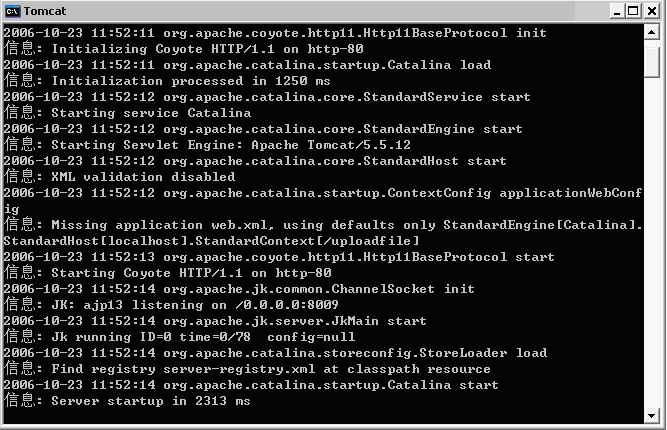 Tomcat
2006-10-23 11:52:11 org.apache.coyote.http11.Http11BaseProtocol init
信息: Initializing Coyote HTTP/1.1 on http-80
2006-10-23 11:52:11 org.apache.catalina.startup.Catalina load
信息: Initialization processed in 1250 ms
2006-10-23 11:52:12 org.apache.catalina.core.StandardService start
信息: Starting service Catalina
2006-10-23 11:52:12 org.apache.catalina.core.StandardEngine start
信息: Starting Servlet Engine: Apache Tomcat/5.5.12
2006-10-23 11:52:12 org.apache.catalina.core.StandardHost start
信息: XML validation disabled
2006-10-23 11:52:12 org.apache.catalina.startup.ContextConfig applicationWebConf
ig
信息: Missing application web.xml, using defaults only StandardEngine[Catalina].
StandardHost[localhost].StandardContext[/uploadfile]
2006-10-23 11:52:13 org.apache.coyote.http11.Http11BaseProtocol start
信息: Starting Coyote HTTP/1.1 on http-80
2006-10-23 11:52:14 org.apache.jk.common.ChannelSocket init
信息: JK: ajp13 listening on /0.0.0.0:8009
2006-10-23 11:52:14 org.apache.jk.server.JkMain start
信息: Jk running ID=0 time=0/78  config=null
2006-10-23 11:52:14 org.apache.catalina.storeconfig.StoreLoader load
信息: Find registry server-registry.xml at classpath resource
2006-10-23 11:52:14 org.apache.catalina.startup.Catalina start
信息: Server startup in 2313 ms